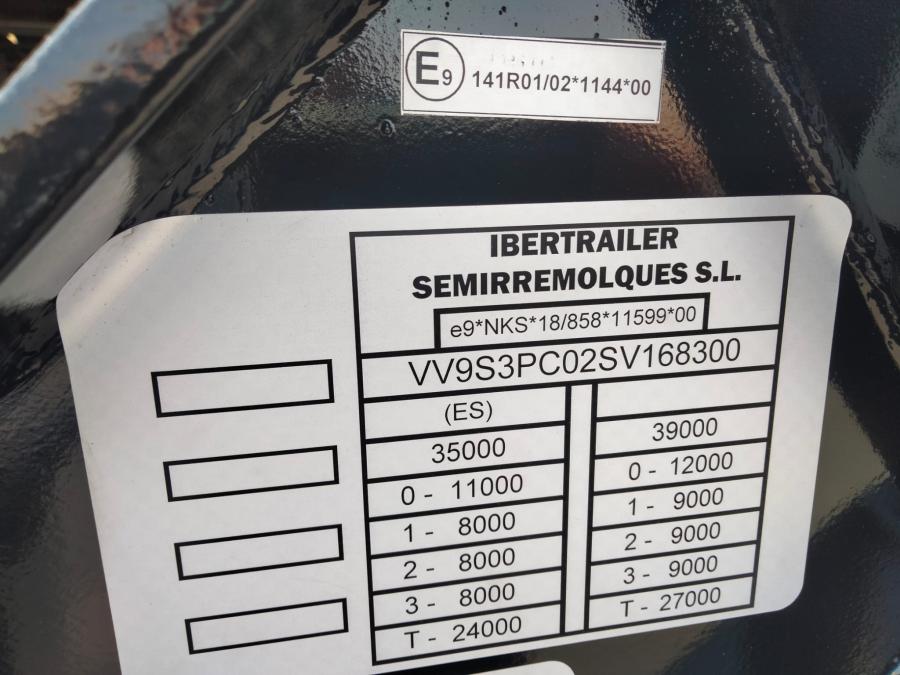 E9
141R01/02*1144*00
IBERTRAILER
SEMIRREMOLQUES S.L.
e9*NKS*18/858*11599*00
VV9S3PC02SV168300
(ES)
35000 39000
0 - 11000 0 - 12000
1 - 8000 1 - 9000
2 - 8000 2 - 9000
3 - 8000 3 - 9000
T - 24000 T - 27000